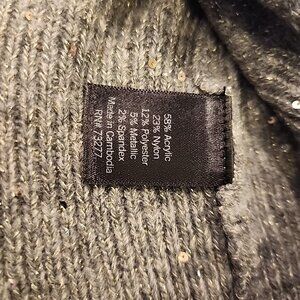 58% Acrylic
23% Nylon
12% Polyester
5% Metallic
2% Spandex
Made in Cambodia
RN# 73277